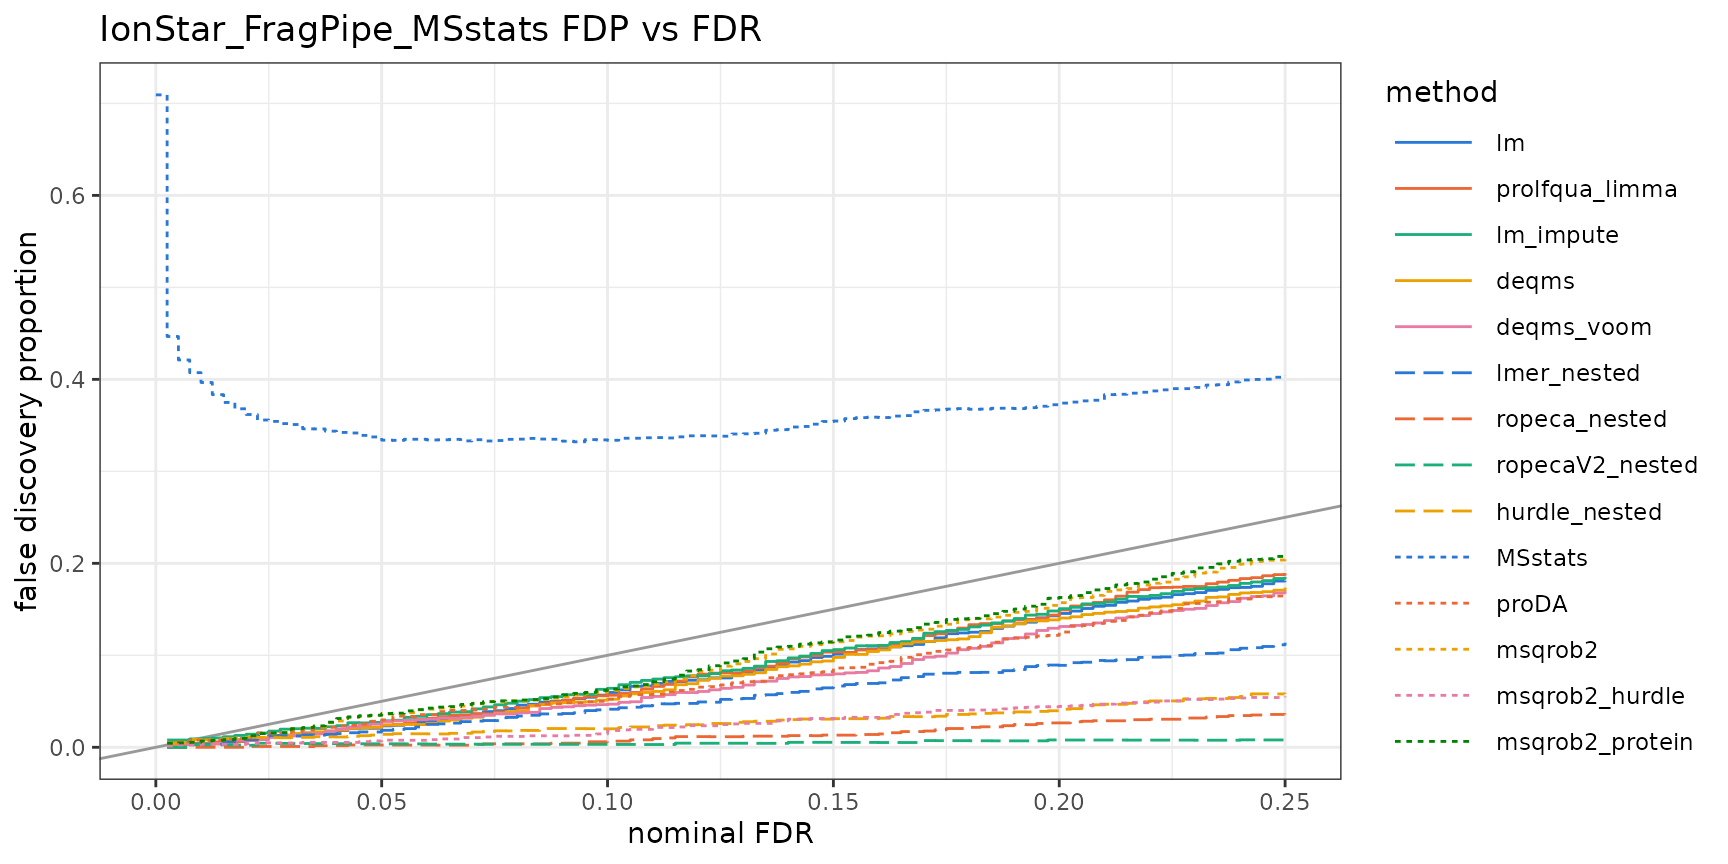 IonStar_FragPipe_MSstats FDP vs FDR
false discovery proportion
0.6
0.4
0.2
0.0
0.00 0.05 0.10 0.15 0.20 0.25
nominal FDR
method
lm
prolfqua_limma
lm_impute
deqms
deqms_voom
lmer_nested
ropeca_nested
ropecaV2_nested
hurdle_nested
MSstats
proDA
msqrob2
msqrob2_hurdle
msqrob2_protein